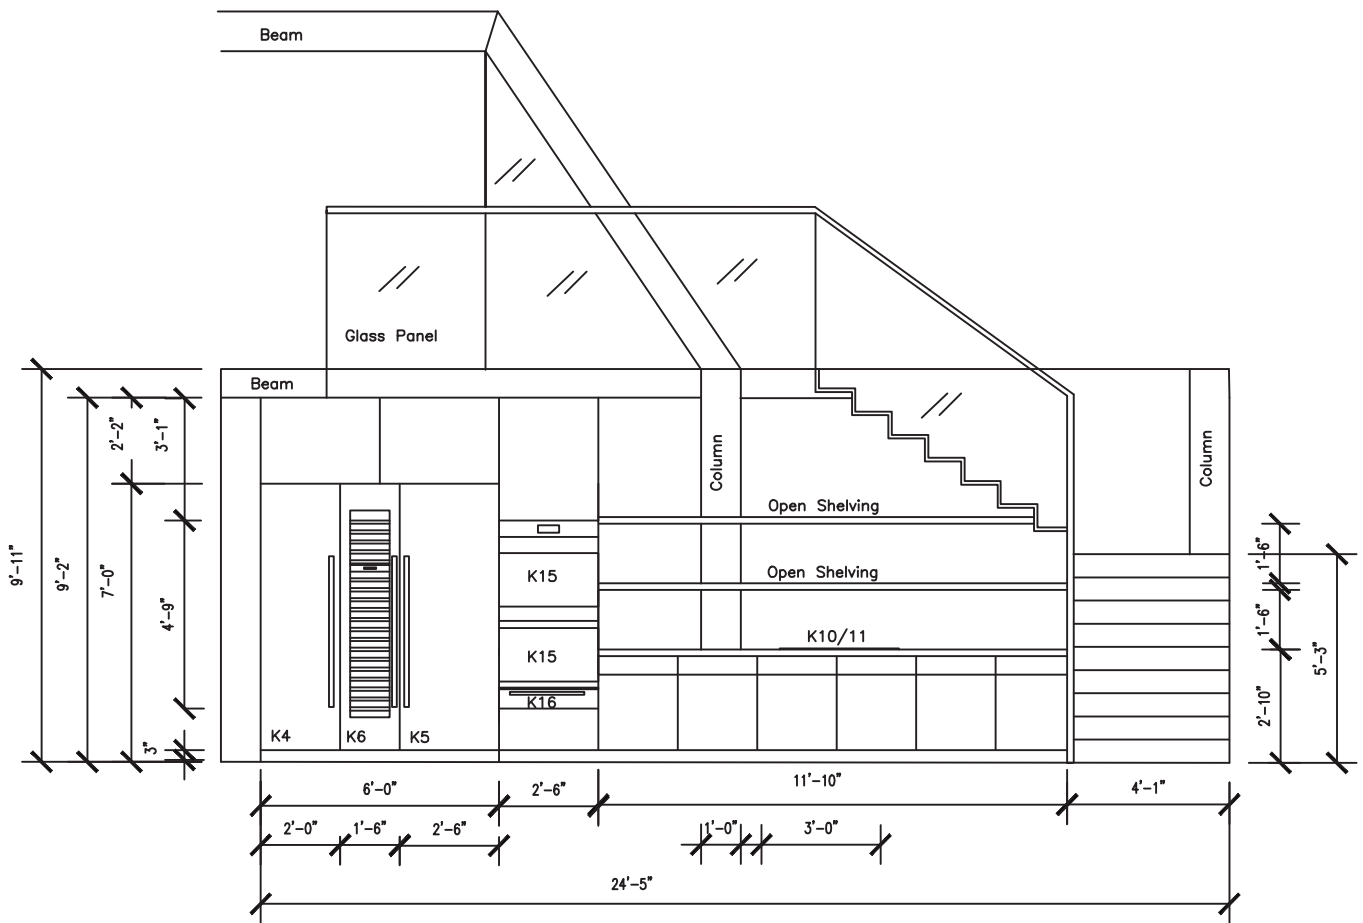 Beam
Glass Panel
Beam
Column
Column
Open Shelving
Open Shelving
K15
K10/11
K15
K16
K4 K6 K5
9'-11"
9'-2"
2'-2"
7'-0"
3'-1"
4'-9"
3"
1'-6"
1'-6"
2'-10"
5'-3"
6'-0" 2'-6" 11'-10" 4'-1"
2'-0" 1'-6" 2'-6" 1'-0" 3'-0"
24'-5"